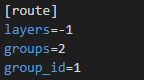 [route]
layers=-1
groups=2
group_id=1